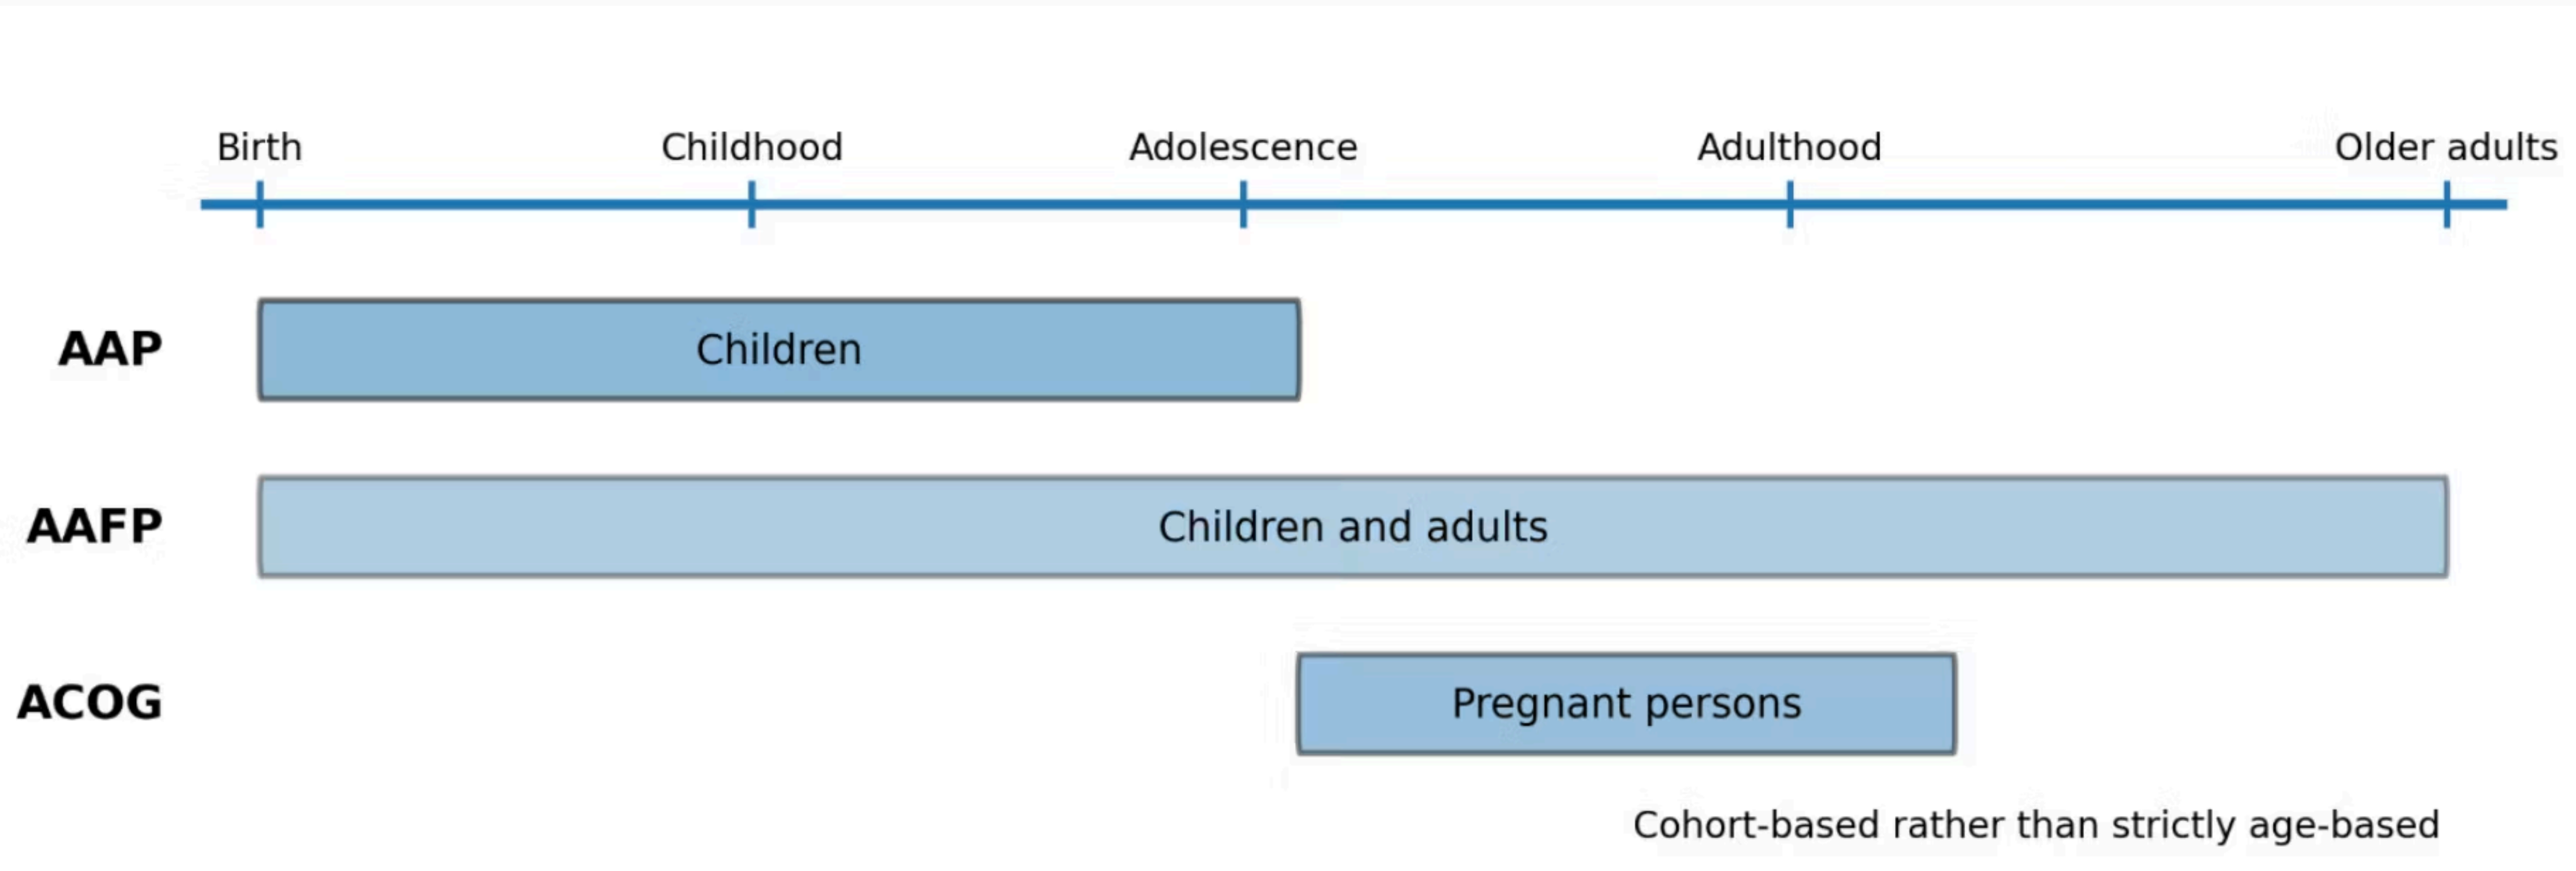 Birth Childhood Adolescence Adulthood Older adults
AAP Children
AAFP Children and adults
ACOG Pregnant persons
Cohort-based rather than strictly age-based